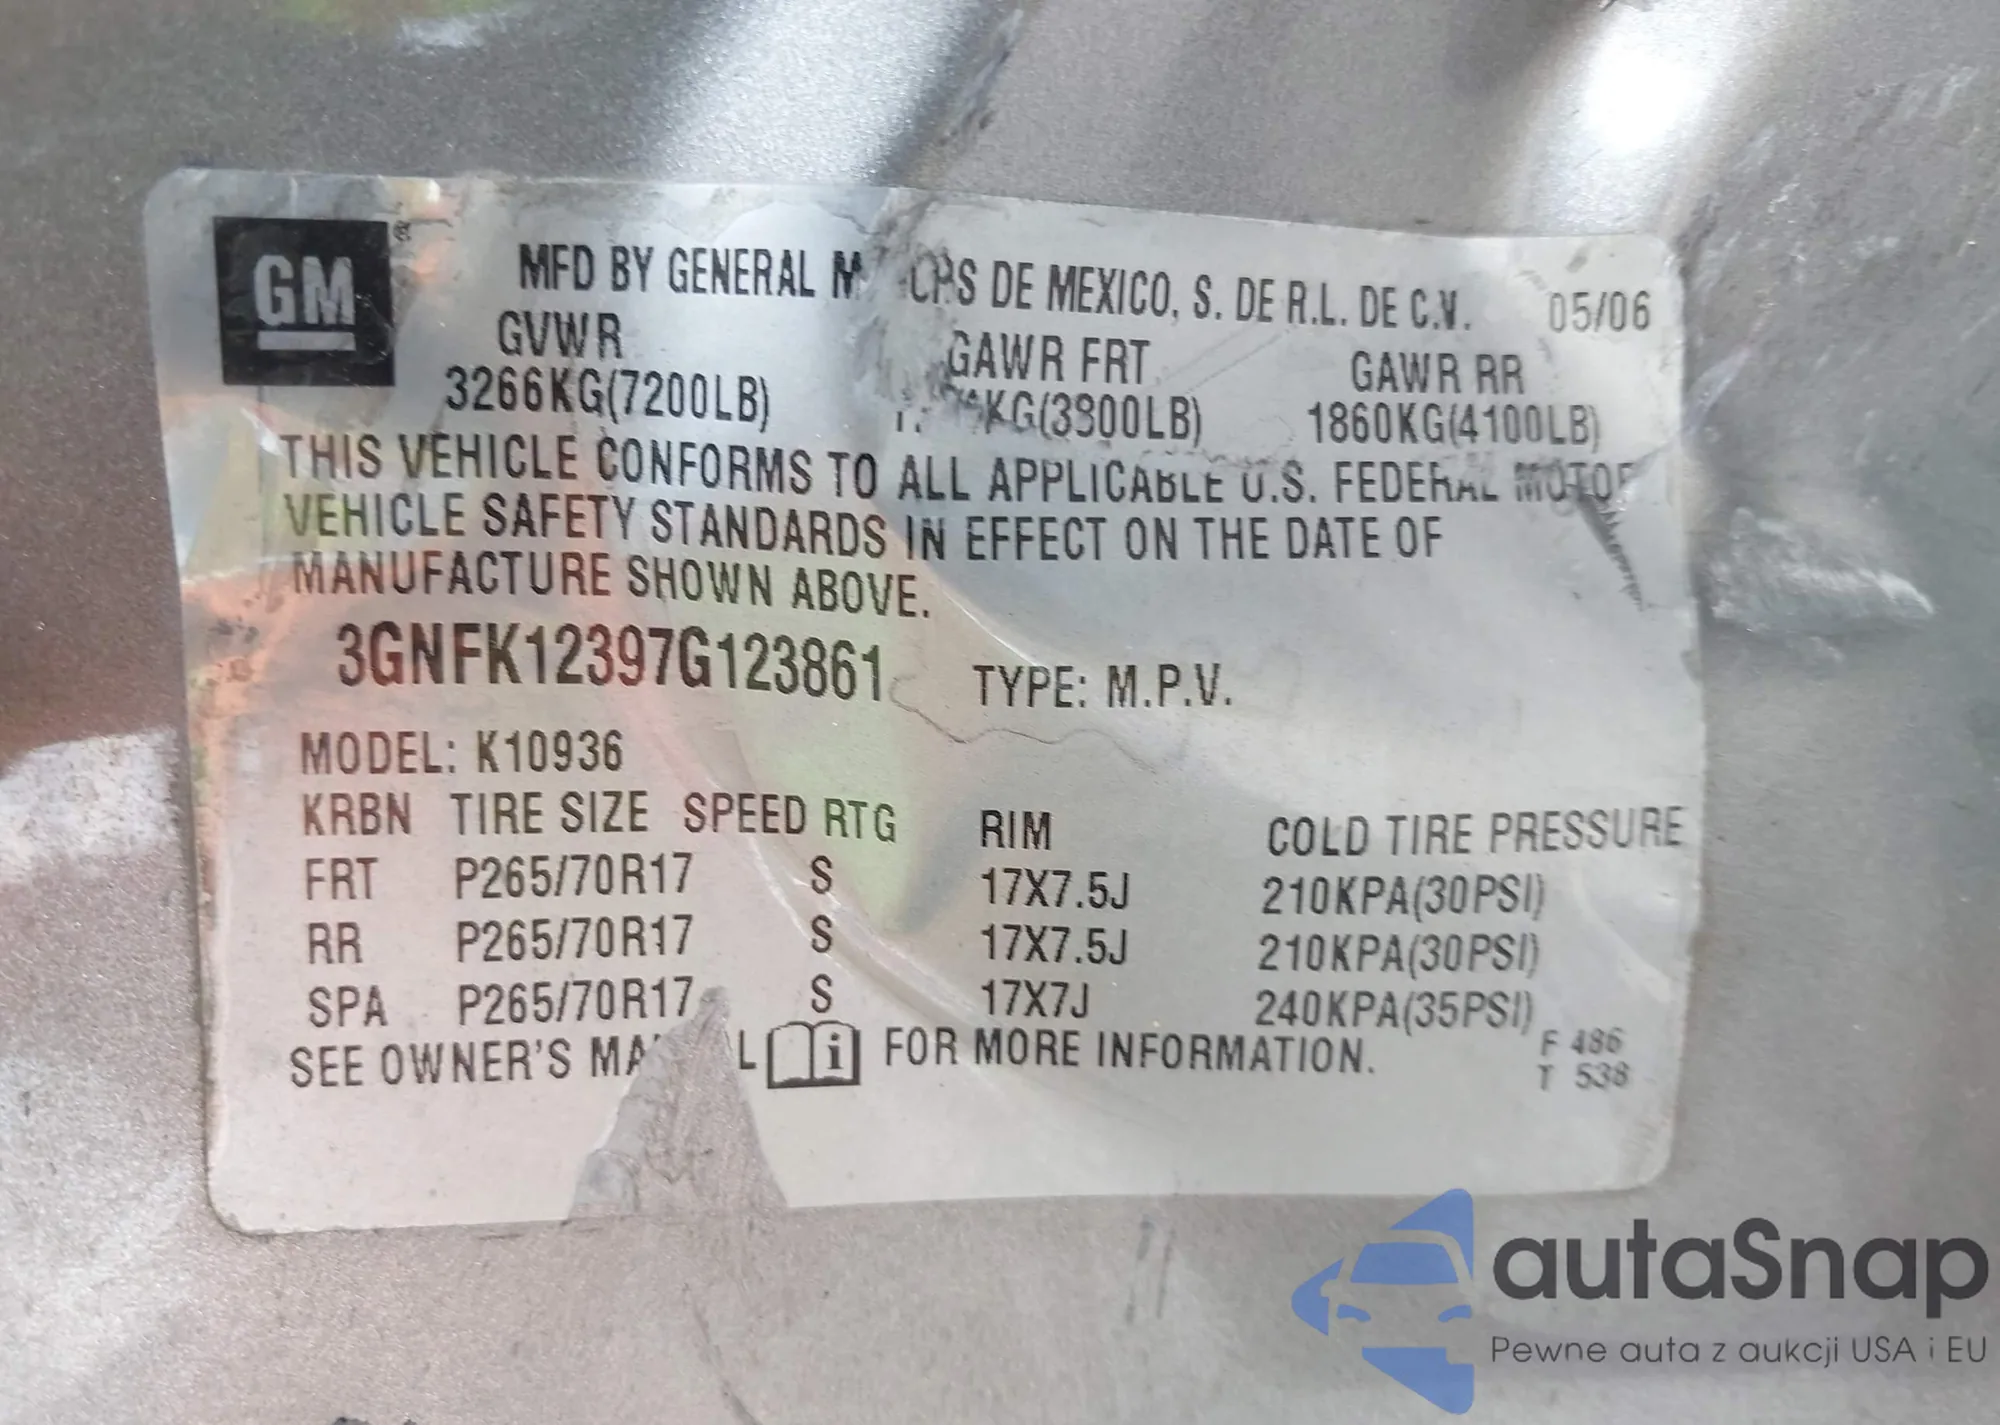 GM®
MFD BY GENERAL DE MEXICO, S. DE R.L. DE C.V. 05/06
GVWR GAWR FRT GAWR RR
3266KG(7200LB) 1860KG(4100LB)
THIS VEHICLE CONFORMS TO ALL APPLICABLE U.S. FEDERAL MOTOR
VEHICLE SAFETY STANDARDS IN EFFECT ON THE DATE OF
MANUFACTURE SHOWN ABOVE.
3GNFK12397G123861 TYPE: M.P.V.
MODEL: K10936
KRBN TIRE SIZE SPEED RTG RIM COLD TIRE PRESSURE
FRT P265/70R17 S 17X7.5J 210KPA(30PSI)
RR P265/70R17 S 17X7.5J 210KPA(30PSI)
SPA P265/70R17 S 17X7J 240KPA(35PSI)
SEE OWNER'S FOR MORE INFORMATION.
F 486
T 538
autaSnap
Pewne auta z aukcji USA i EU